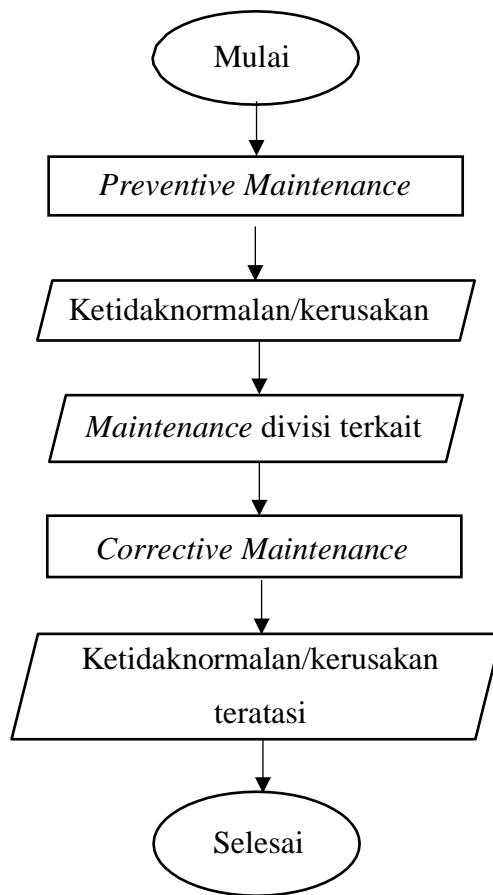 Mulai
Preventive Maintenance
Ketidaknormalan/kerusakan
Maintenance divisi terkait
Corrective Maintenance
Ketidaknormalan/kerusakan
teratasi
Selesai